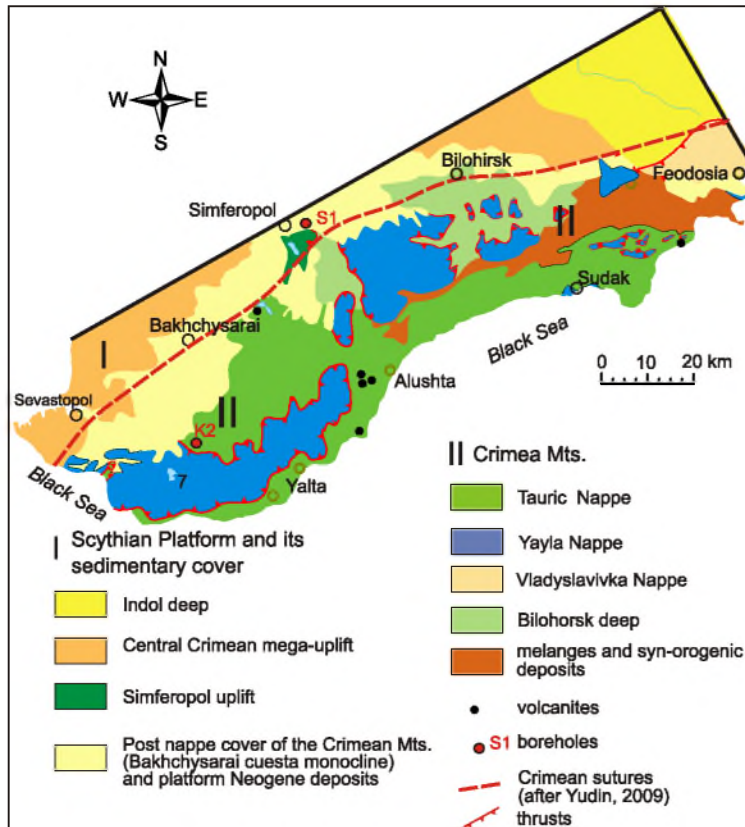 N
W E
S
Bilohirsk
Feodosia
Simferopol
S1
II
Sudak
Bakhchysarai
Black Sea
I
0 10 20 km
Alushta
Sevastopol
II
K2
7
Black Sea
Yalta
I Scythian Platform and its
sedimentary cover
Indol deep
Central Crimean mega-uplift
Simferopol uplift
Post nappe cover of the Crimean Mts.
(Bakhchysarai cuesta monocline)
and platform Neogene deposits
II Crimea Mts.
Tauric Nappe
Yayla Nappe
Vladyslavivka Nappe
Bilohorsk deep
melanges and syn-orogenic
deposits
volcanites
S1 boreholes
Crimean sutures
(after Yudin, 2009)
thrusts